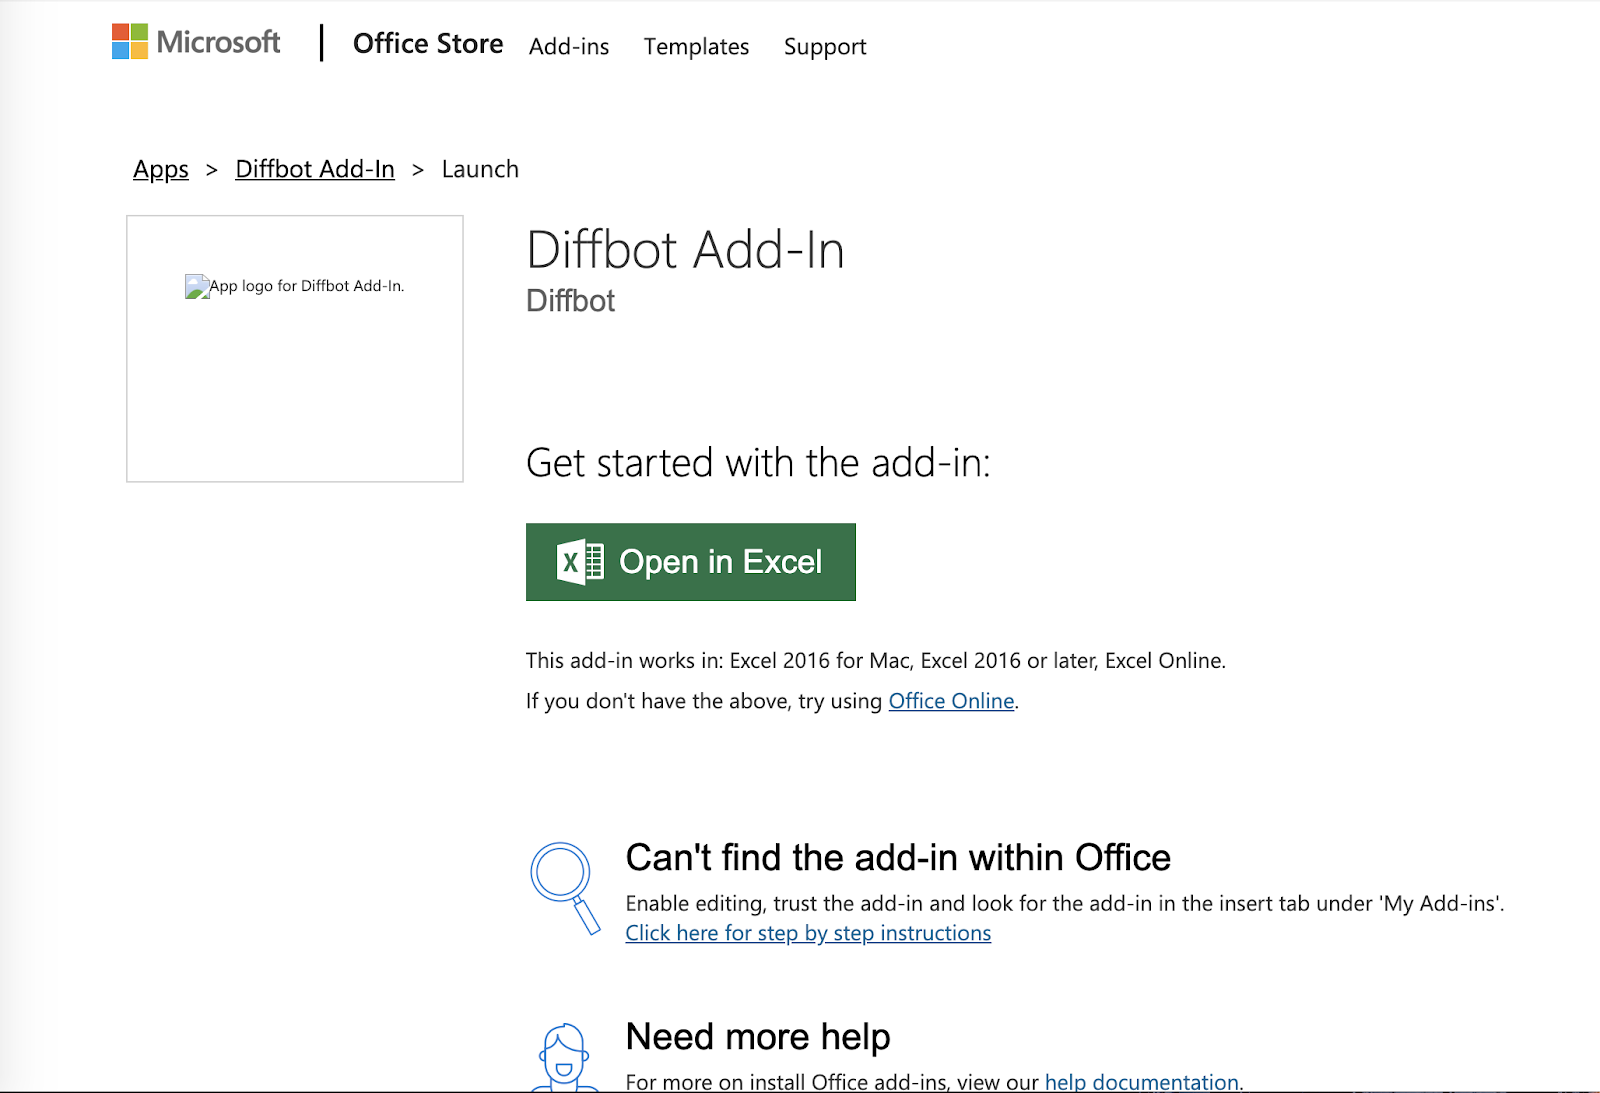 Microsoft | Office Store Add-ins Templates Support
Apps > Diffbot Add-In > Launch
App logo for Diffbot Add-In.
Diffbot Add-In
Diffbot
Get started with the add-in:
Open in Excel
This add-in works in: Excel 2016 for Mac, Excel 2016 or later, Excel Online.
If you don't have the above, try using Office Online.
Can't find the add-in within Office
Enable editing, trust the add-in and look for the add-in in the insert tab under 'My Add-ins'.
Click here for step by step instructions
Need more help
For more on install Office add-ins, view our help documentation.